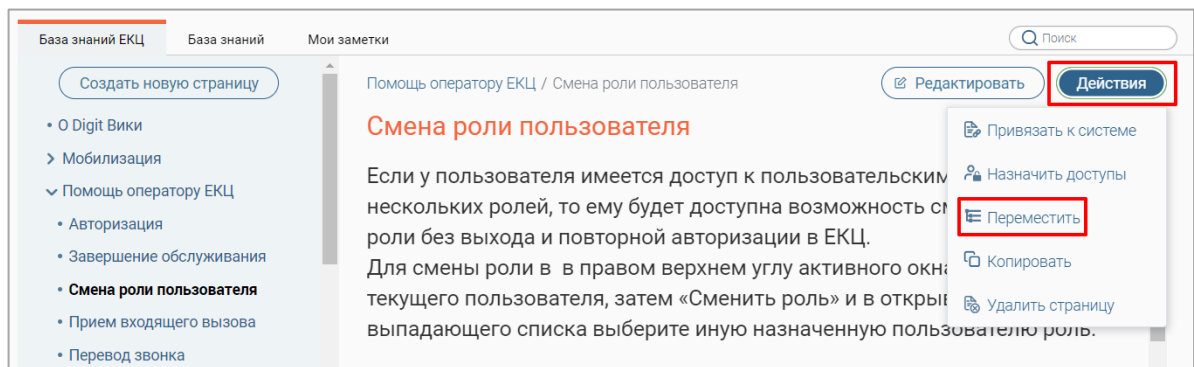 База знаний ЕКЦ
База знаний
Мои заметки
Поиск
Создать новую страницу
• О Digit Вики
Мобилизация
Помощь оператору ЕКЦ
• Авторизация
• Завершение обслуживания
• Смена роли пользователя
• Прием входящего вызова
• Перевод звонка
Помощь оператору ЕКЦ / Смена роли пользователя
Редактировать
Действия
Смена роли пользователя
Если у пользователя имеется доступ к пользовательским
нескольких ролей, то ему будет доступна возможность
роли без выхода и повторной авторизации в ЕКЦ.
Для смены роли в в правом верхнем углу активного окна
текущего пользователя, затем «Сменить роль» и в
выпадающего списка выберите иную назначенную пользователю роль.
Привязать к системе
Назначить доступы
Переместить
Копировать
Удалить страницу